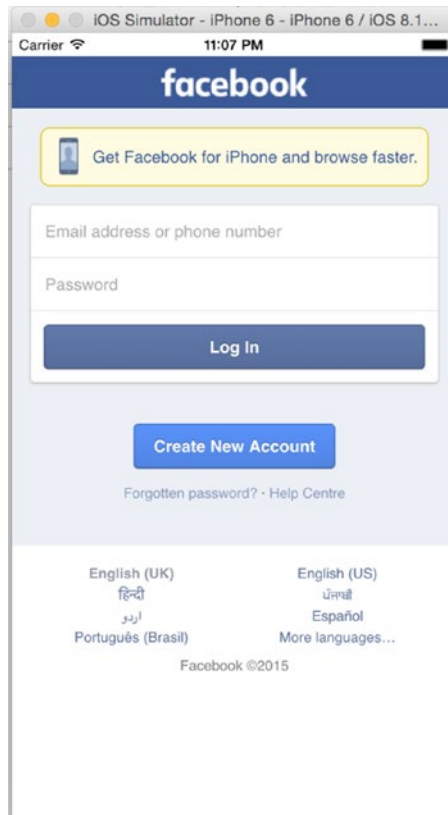 iOS Simulator - iPhone 6 - iPhone 6 / iOS 8.1...
Carrier 11:07 PM
facebook
Get Facebook for iPhone and browse faster.
Email address or phone number
Password
Log In
Create New Account
Forgotten password? · Help Centre
English (UK) English (US)
हिन्दी ਪੰਜਾਬੀ
اردو Español
Português (Brasil) More languages...
Facebook ©2015